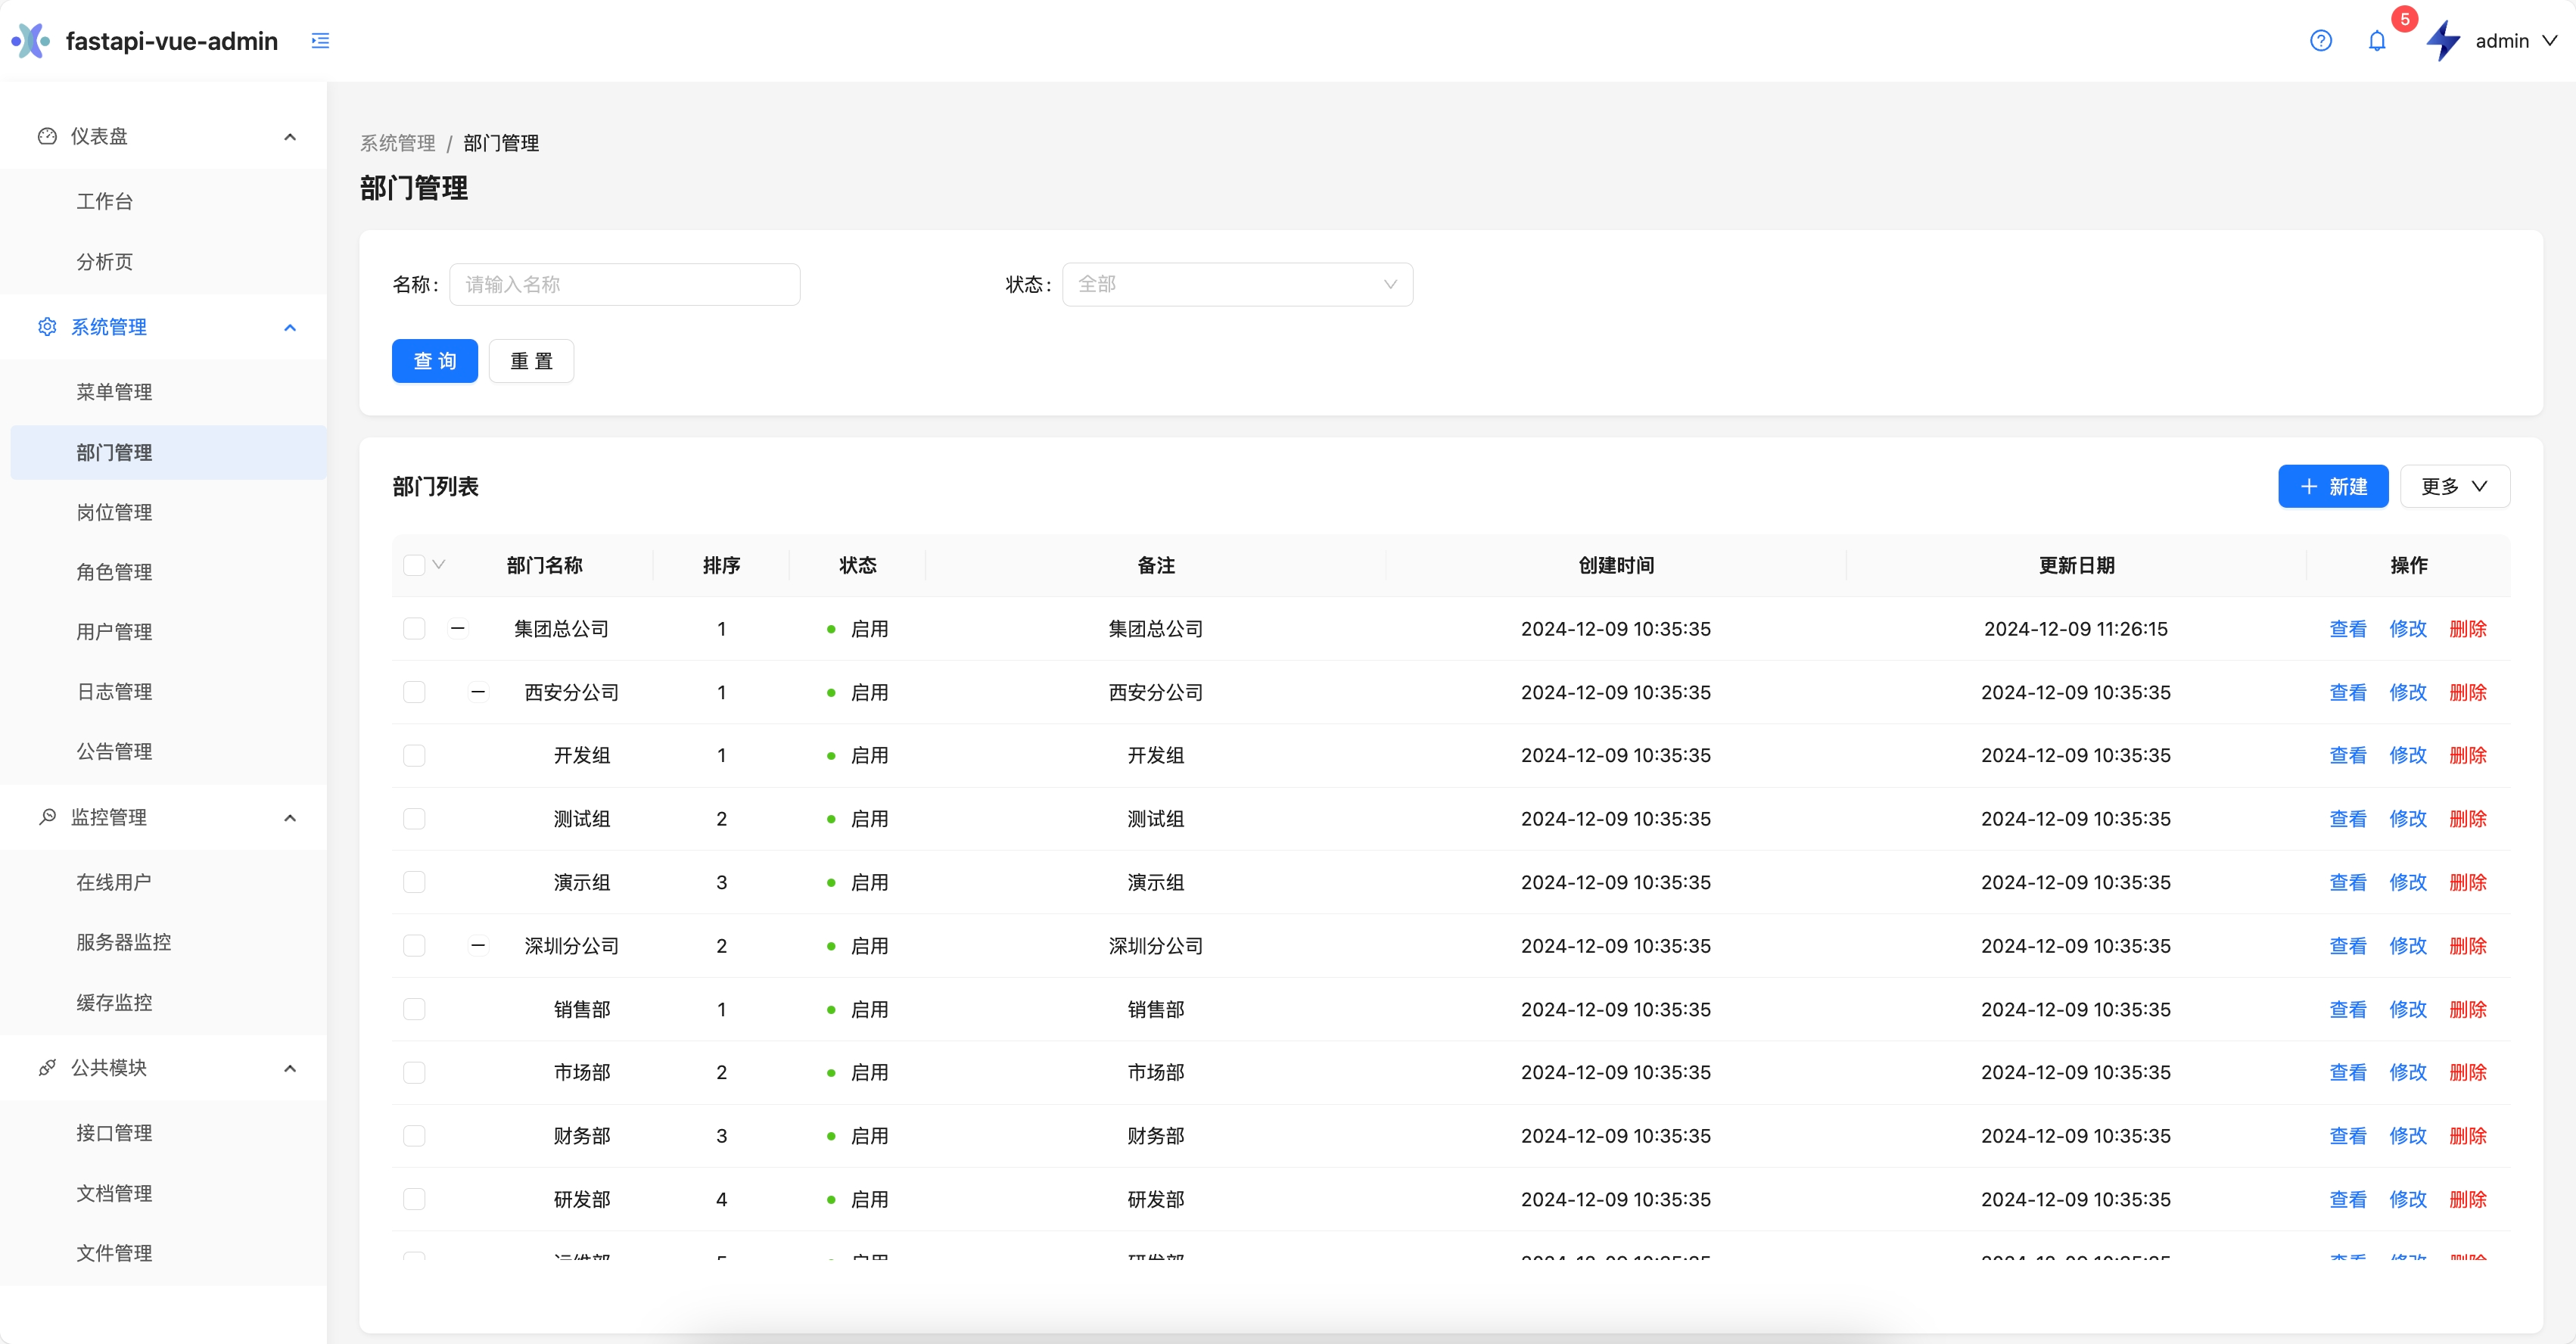 fastapi-vue-admin
5
admin
仪表盘
工作台
分析页
系统管理
菜单管理
部门管理
岗位管理
角色管理
用户管理
日志管理
公告管理
监控管理
在线用户
服务器监控
缓存监控
公共模块
接口管理
文档管理
文件管理
系统管理 / 部门管理
部门管理
名称: 请输入名称 状态: 全部
查 询 重 置
部门列表 新建 更多
部门名称 排序 状态 备注 创建时间 更新日期 操作
集团总公司 1 启用 集团总公司 2024-12-09 10:35:35 2024-12-09 11:26:15 查看 修改 删除
西安分公司 1 启用 西安分公司 2024-12-09 10:35:35 2024-12-09 10:35:35 查看 修改 删除
开发组 1 启用 开发组 2024-12-09 10:35:35 2024-12-09 10:35:35 查看 修改 删除
测试组 2 启用 测试组 2024-12-09 10:35:35 2024-12-09 10:35:35 查看 修改 删除
演示组 3 启用 演示组 2024-12-09 10:35:35 2024-12-09 10:35:35 查看 修改 删除
深圳分公司 2 启用 深圳分公司 2024-12-09 10:35:35 2024-12-09 10:35:35 查看 修改 删除
销售部 1 启用 销售部 2024-12-09 10:35:35 2024-12-09 10:35:35 查看 修改 删除
市场部 2 启用 市场部 2024-12-09 10:35:35 2024-12-09 10:35:35 查看 修改 删除
财务部 3 启用 财务部 2024-12-09 10:35:35 2024-12-09 10:35:35 查看 修改 删除
研发部 4 启用 研发部 2024-12-09 10:35:35 2024-12-09 10:35:35 查看 修改 删除